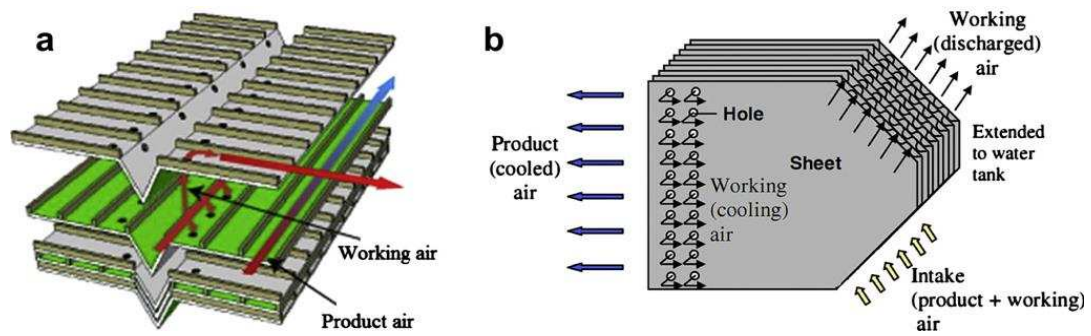 a
Working air
Product air
b
Working
(discharged)
air
Hole
Product
(cooled)
air
Sheet
Extended
to water
tank
Working
(cooling)
air
Intake
(product + working)
air